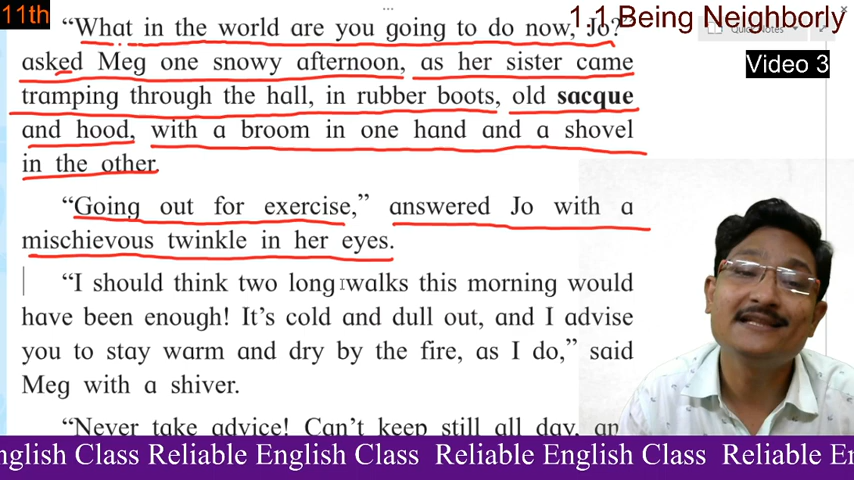 11th
1.1 Being Neighborly
Quick Notes
Video 3
“What in the world are you going to do now, Jo?”
asked Meg one snowy afternoon, as her sister came
tramping through the hall, in rubber boots, old sacque
and hood, with a broom in one hand and a shovel
in the other.
“Going out for exercise,” answered Jo with a
mischievous twinkle in her eyes.
“I should think two long walks this morning would
have been enough! It’s cold and dull out, and I advise
you to stay warm and dry by the fire, as I do,” said
Meg with a shiver.
“Never take advice! Can’t keep still all day,
nglish Class Reliable English Class Reliable English Class Reliable En